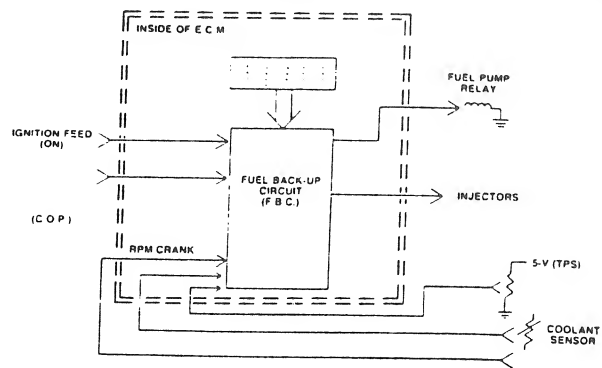 INSIDE OF E C M
FUEL PUMP
RELAY
IGNITION FEED
(ON)
FUEL BACK-UP
CIRCUIT
(F B C.)
INJECTORS
(C O P)
RPM CRANK
5-V (TPS)
COOLANT
SENSOR